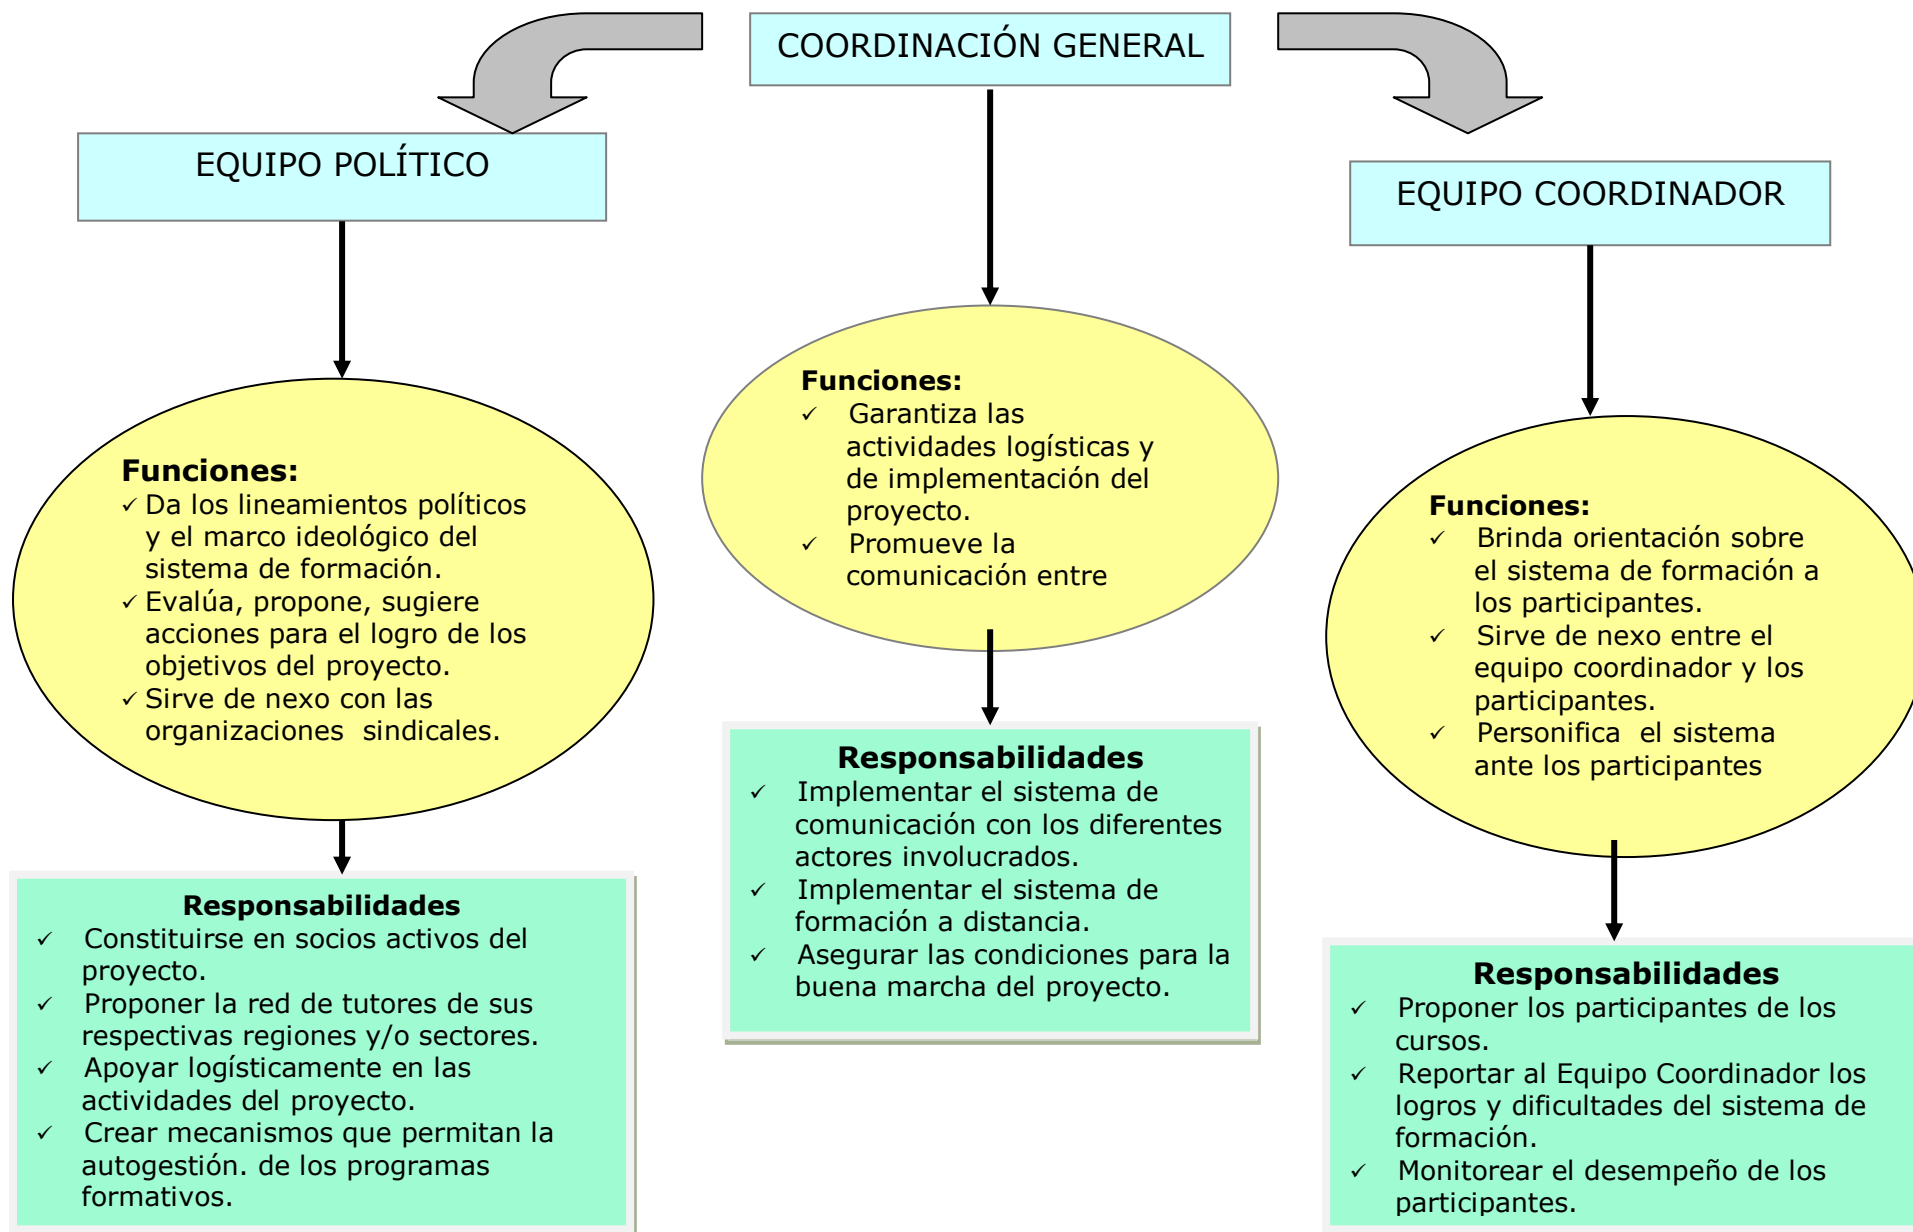 COORDINACIÓN GENERAL
EQUIPO POLÍTICO
EQUIPO COORDINADOR
Funciones:
✓ Da los lineamientos políticos
y el marco ideológico del
sistema de formación.
✓ Evalúa, propone, sugiere
acciones para el logro de los
objetivos del proyecto.
✓ Sirve de nexo con las
organizaciones sindicales.
Responsabilidades
✓ Constituirse en socios activos del
proyecto.
✓ Proponer la red de tutores de sus
respectivas regiones y/o sectores.
✓ Apoyar logísticamente en las
actividades del proyecto.
✓ Crear mecanismos que permitan la
autogestión. de los programas
formativos.
Funciones:
✓ Garantiza las
actividades logísticas y
de implementación del
proyecto.
✓ Promueve la
comunicación entre
Responsabilidades
✓ Implementar el sistema de
comunicación con los diferentes
actores involucrados.
✓ Implementar el sistema de
formación a distancia.
✓ Asegurar las condiciones para la
buena marcha del proyecto.
Funciones:
✓ Brinda orientación sobre
el sistema de formación a
los participantes.
✓ Sirve de nexo entre el
equipo coordinador y los
participantes.
✓ Personifica el sistema
ante los participantes
Responsabilidades
✓ Proponer los participantes de los
cursos.
✓ Reportar al Equipo Coordinador los
logros y dificultades del sistema de
formación.
✓ Monitorear el desempeño de los
participantes.